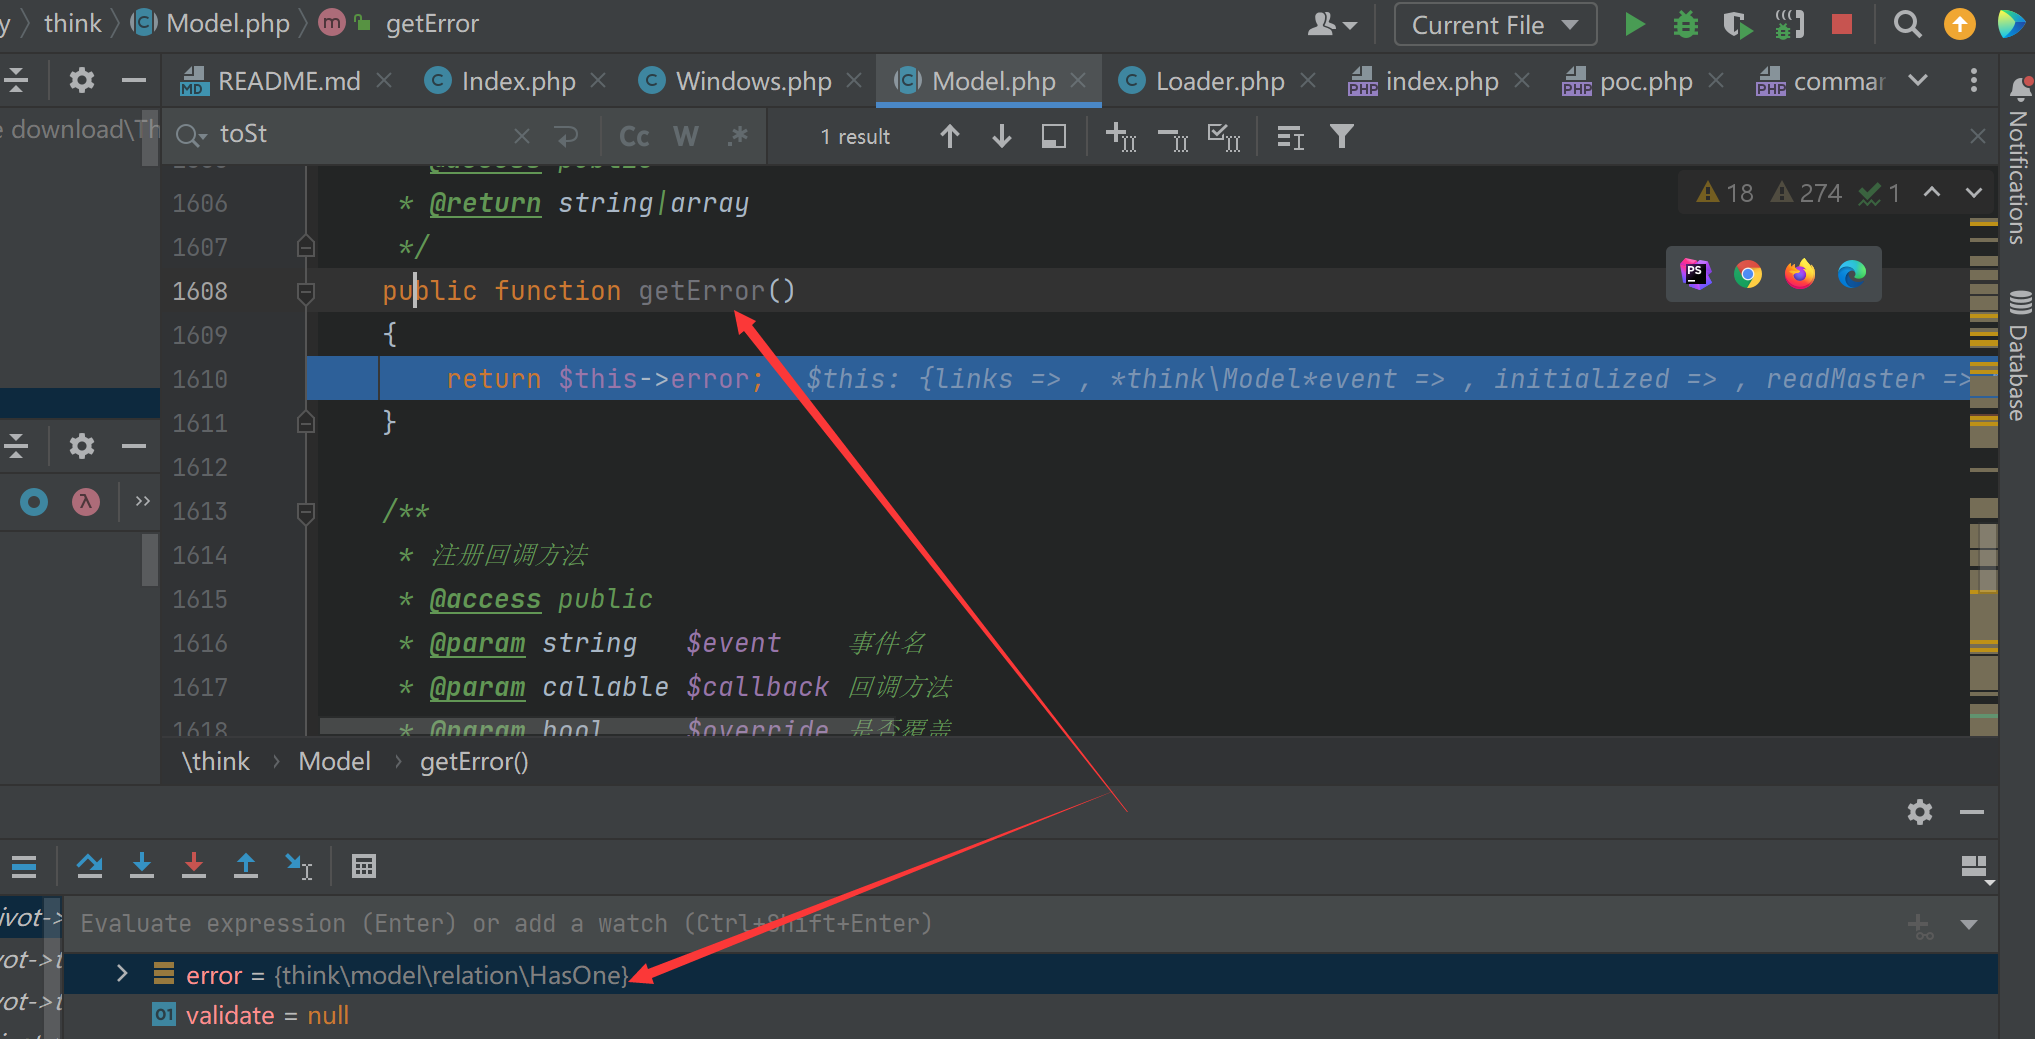 y think Model.php m getError
Current File
README.md Index.php Windows.php Model.php Loader.php index.php poc.php commar
e download\Th
toSt Cc W .* 1 result
18 274 1
1606 * @return string|array
1607 */
1608 public function getError()
1609 {
1610 return $this->error; $this: {links => , *think\Model*event => , initialized => , readMaster =>
1611 }
1612
1613 /**
1614 * 注册回调方法
1615 * @access public
1616 * @param string $event 事件名
1617 * @param callable $callback 回调方法
1618 * @param bool $override 是否覆盖
\think Model getError()
Evaluate expression (Enter) or add a watch (Ctrl+Shift+Enter)
ivot->
error = {think\model\relation\HasOne}
vot->t
01 validate = null
vot->t
Notifications
Database